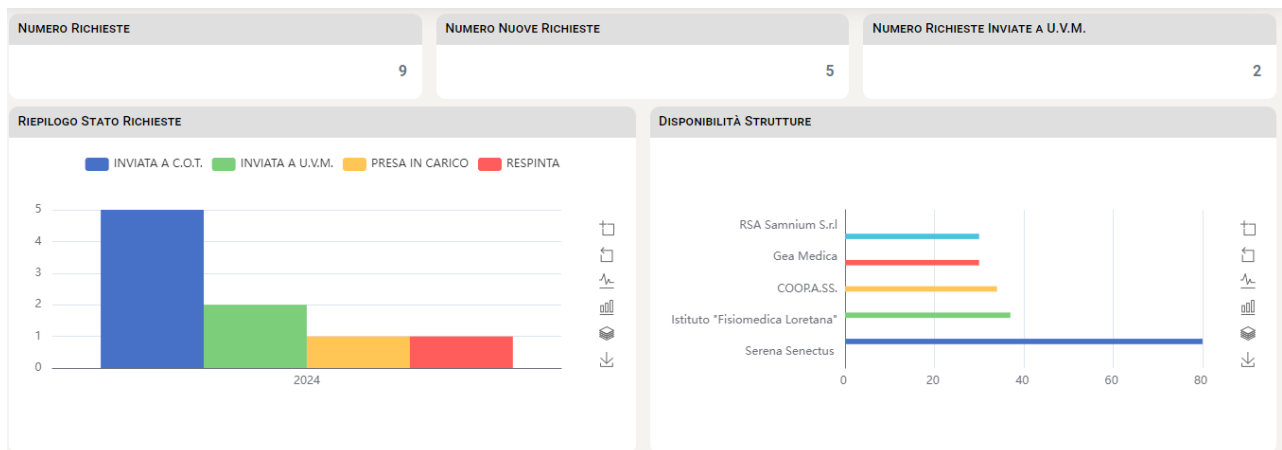 NUMERO RICHIESTE
9
NUMERO NUOVE RICHIESTE
5
NUMERO RICHIESTE INVIATE A U.V.M.
2
RIEPILOGO STATO RICHIESTE
INVIATA A C.O.T. INVIATA A U.V.M. PRESA IN CARICO RESPINTA
5
4
3
2
1
0
2024
DISPONIBILITÀ STRUTTURE
RSA Samnium S.r.l
Gea Medica
COOP.A.SS.
Istituto "Fisiomedica Loretana"
Serena Senectus
0 20 40 60 80